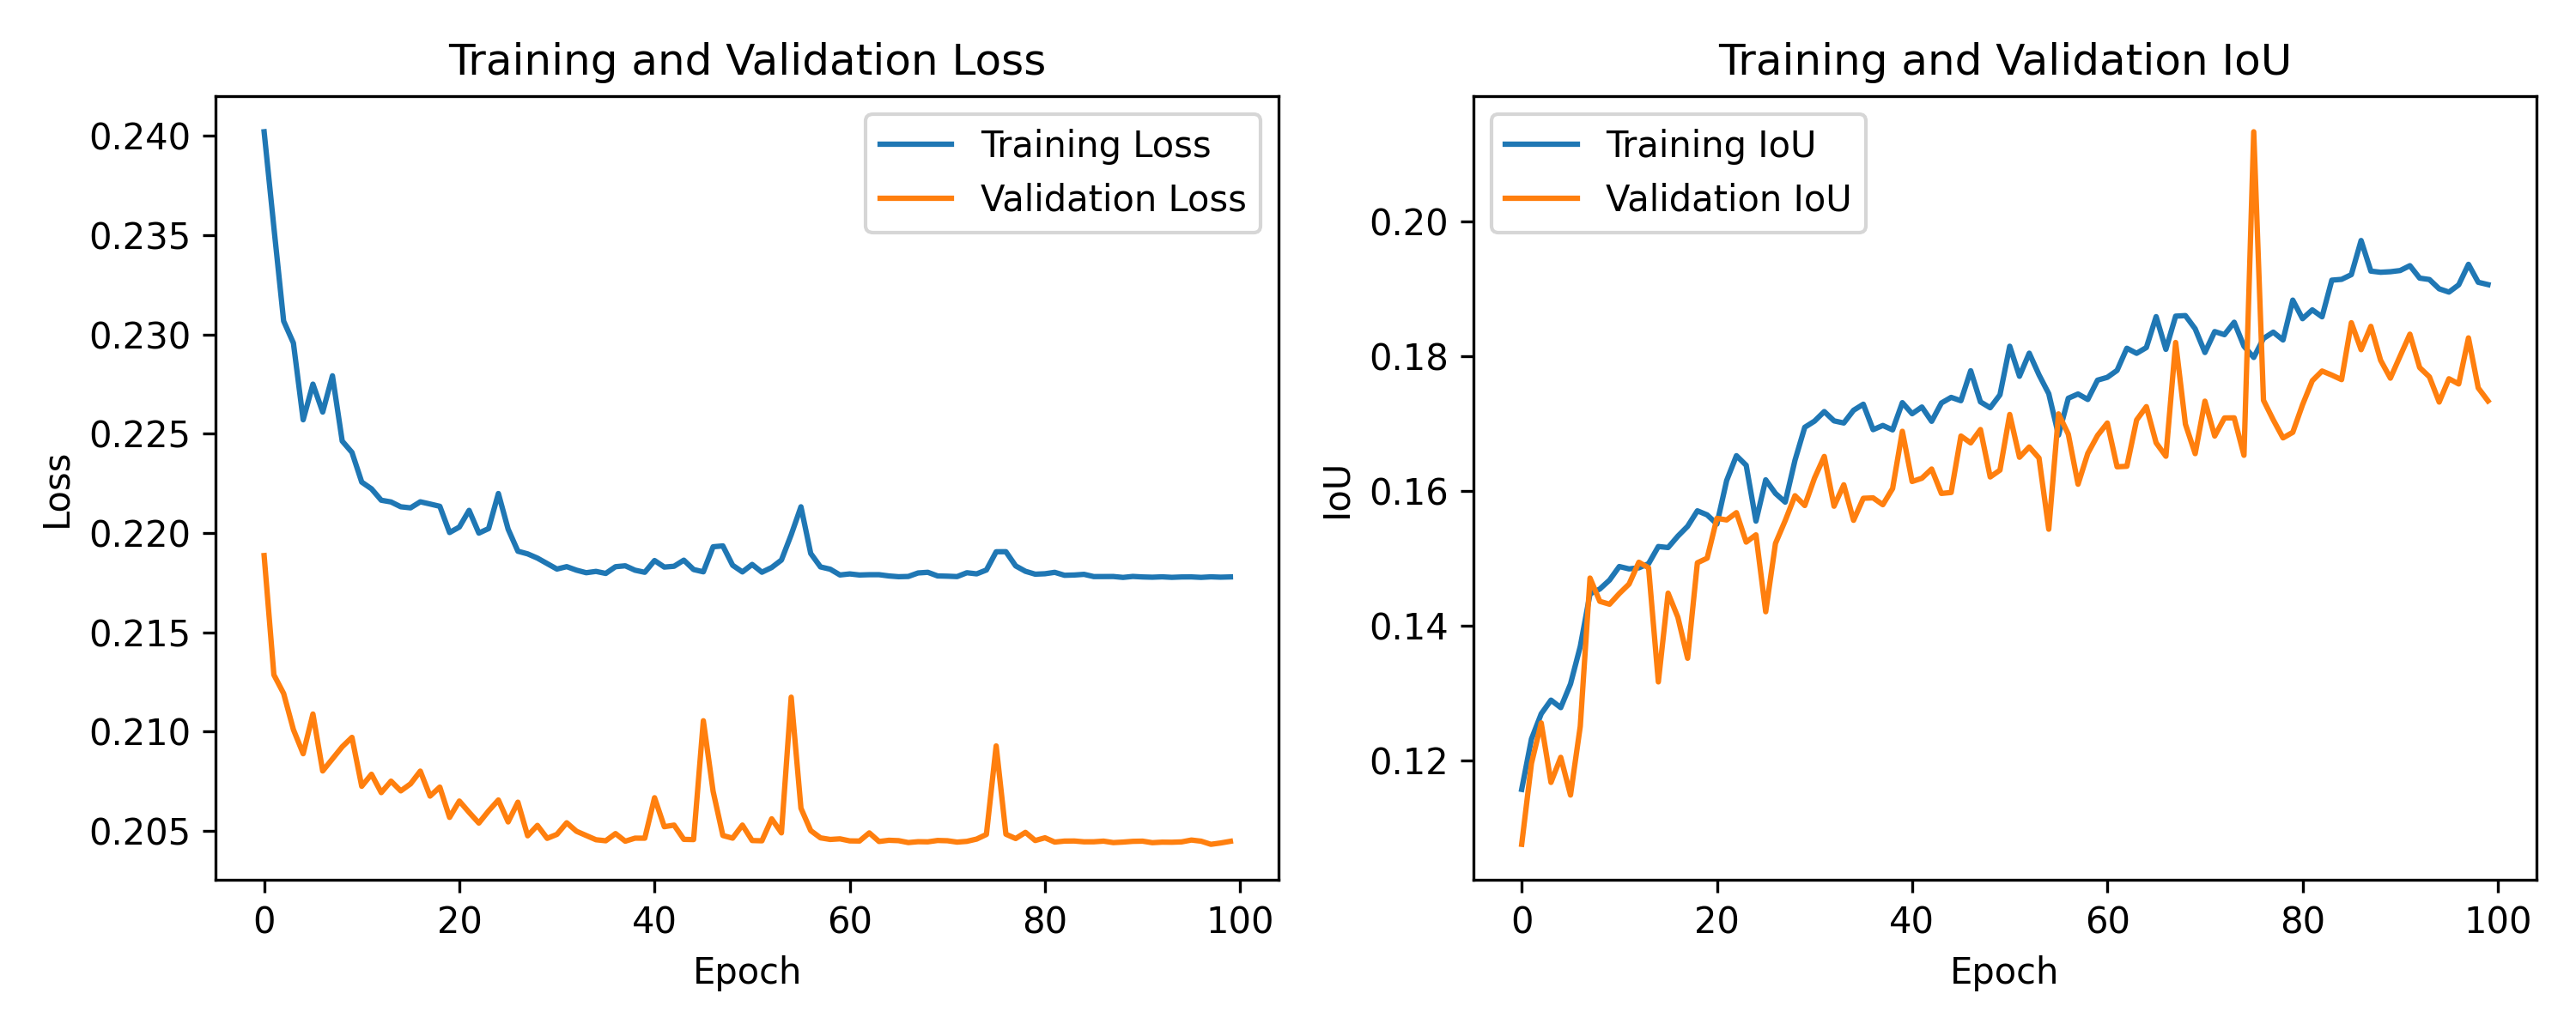 Training and Validation Loss
Training Loss
Validation Loss
0.240
0.235
0.230
0.225
0.220
0.215
0.210
0.205
Loss
0 20 40 60 80 100
Epoch
Training and Validation IoU
Training IoU
Validation IoU
0.20
0.18
0.16
0.14
0.12
IoU
0 20 40 60 80 100
Epoch